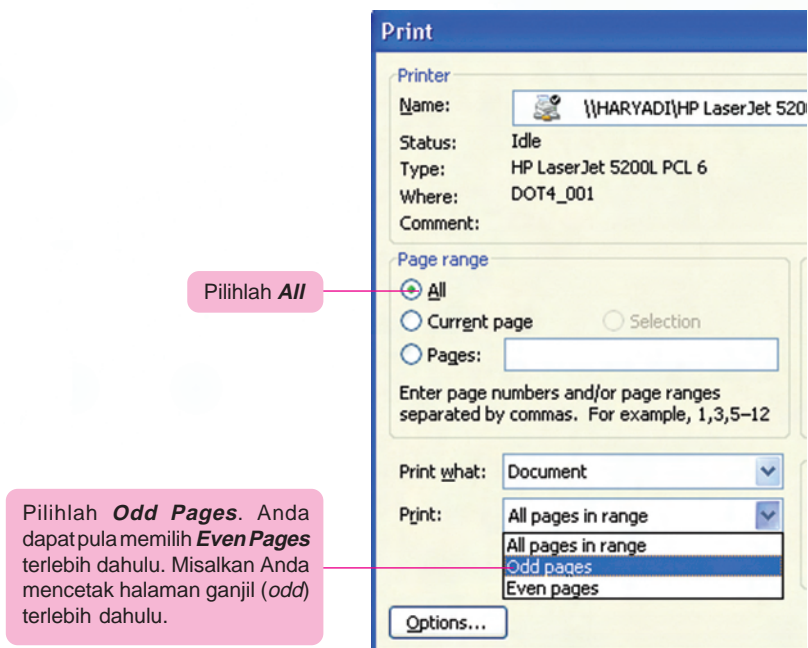 Print
Printer
Name: \\HARYADI\HP LaserJet 520
Status: Idle
Type: HP LaserJet 5200L PCL 6
Where: DOT4_001
Comment:
Page range
Pilihlah All
All
Current page Selection
Pages:
Enter page numbers and/or page ranges
separated by commas. For example, 1,3,5–12
Print what: Document
Print: All pages in range
All pages in range
Odd pages
Even pages
Options...
Pilihlah Odd Pages. Anda
dapat pula memilih Even Pages
terlebih dahulu. Misalkan Anda
mencetak halaman ganjil (odd)
terlebih dahulu.